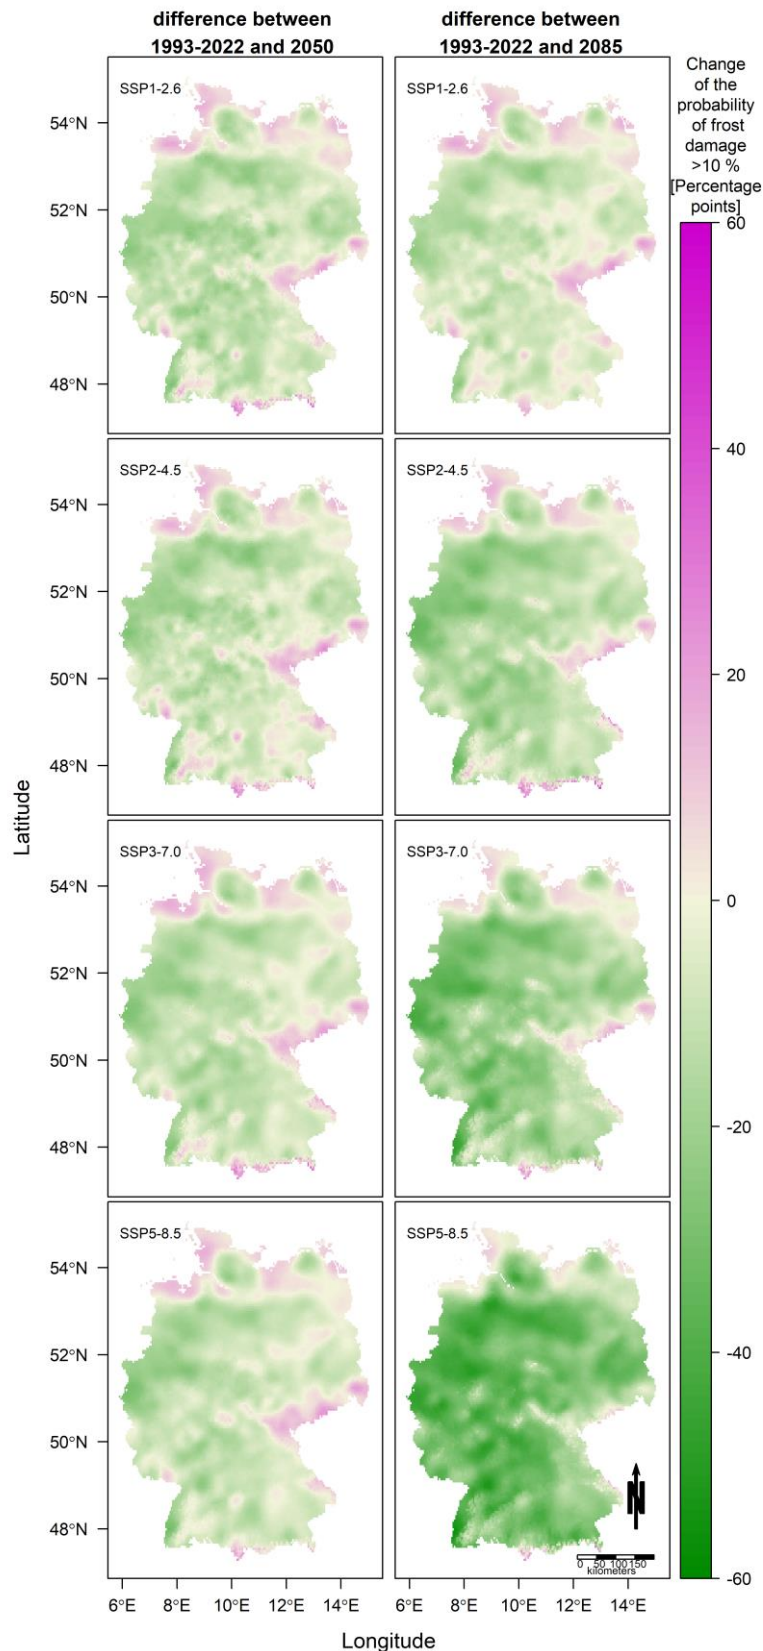 difference between
1993-2022 and 2050
difference between
1993-2022 and 2085
Change
of the
probability
of frost
damage
>10 %
[Percentage
points]
SSP1-2.6
SSP1-2.6
54°N
52°N
50°N
48°N
SSP2-4.5
SSP2-4.5
54°N
52°N
50°N
48°N
SSP3-7.0
SSP3-7.0
54°N
52°N
50°N
48°N
SSP5-8.5
SSP5-8.5
54°N
52°N
50°N
48°N
60
40
20
0
-20
-40
-60
Latitude
N
0 50 100 150
kilometers
6°E 8°E 10°E 12°E 14°E
6°E 8°E 10°E 12°E 14°E
Longitude